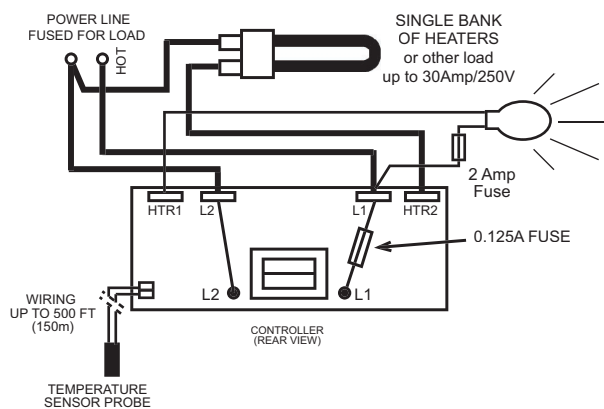 POWER LINE
FUSED FOR LOAD
HOT
SINGLE BANK
OF HEATERS
or other load
up to 30Amp/250V
2 Amp
Fuse
HTR1
L2
L1
HTR2
0.125A FUSE
L2
L1
WIRING
UP TO 500 FT
(150m)
CONTROLLER
(REAR VIEW)
TEMPERATURE
SENSOR PROBE